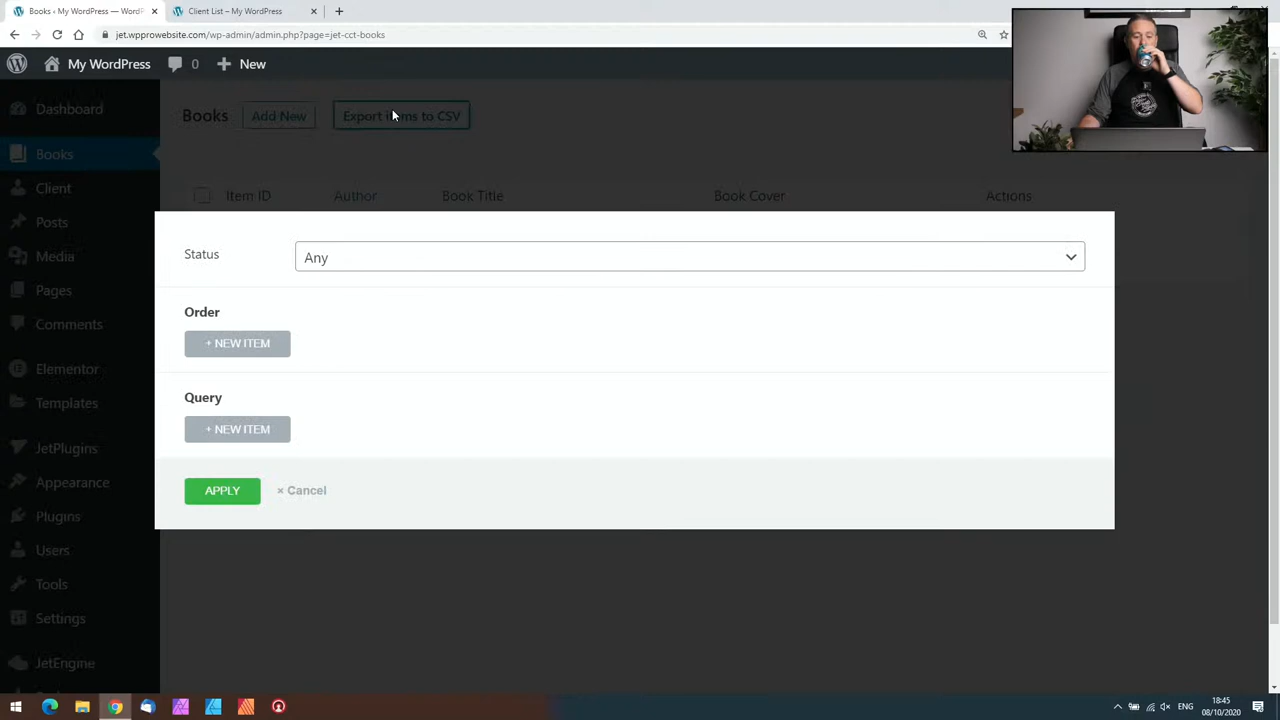 Books ‹ My WordPress — WordP
Client List – My WordPress
jet.wpprowebsite.com/wp-admin/admin.php?page=jet-cct-books
My WordPress
0
New
Dashboard
Books
Client
Posts
Media
Pages
Comments
Elementor
Templates
JetPlugins
Appearance
Plugins
Users
Tools
Settings
JetEngine
Books
Add New
Export items to CSV
Item ID
Author
Book Title
Book Cover
Actions
Status
Any
Order
+ NEW ITEM
Query
+ NEW ITEM
APPLY
× Cancel
ENG
18:45
08/10/2020